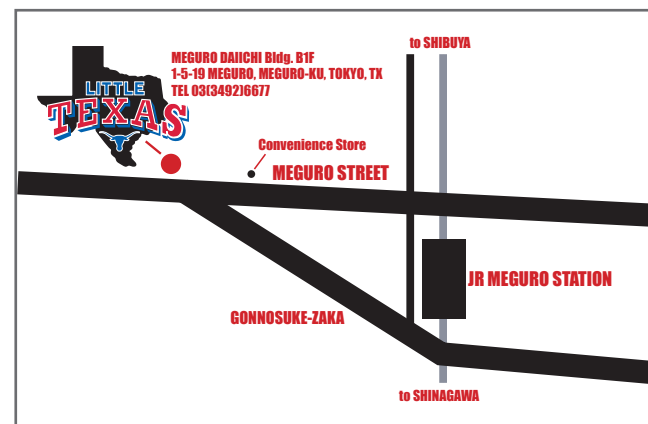 LITTLE
TEXAS
MEGURO DAIICHI Bldg. B1F
1-5-19 MEGURO, MEGURO-KU, TOKYO, TX
TEL 03(3492)6677
to SHIBUYA
Convenience Store
MEGURO STREET
JR MEGURO STATION
GONNOSUKE-ZAKA
to SHINAGAWA